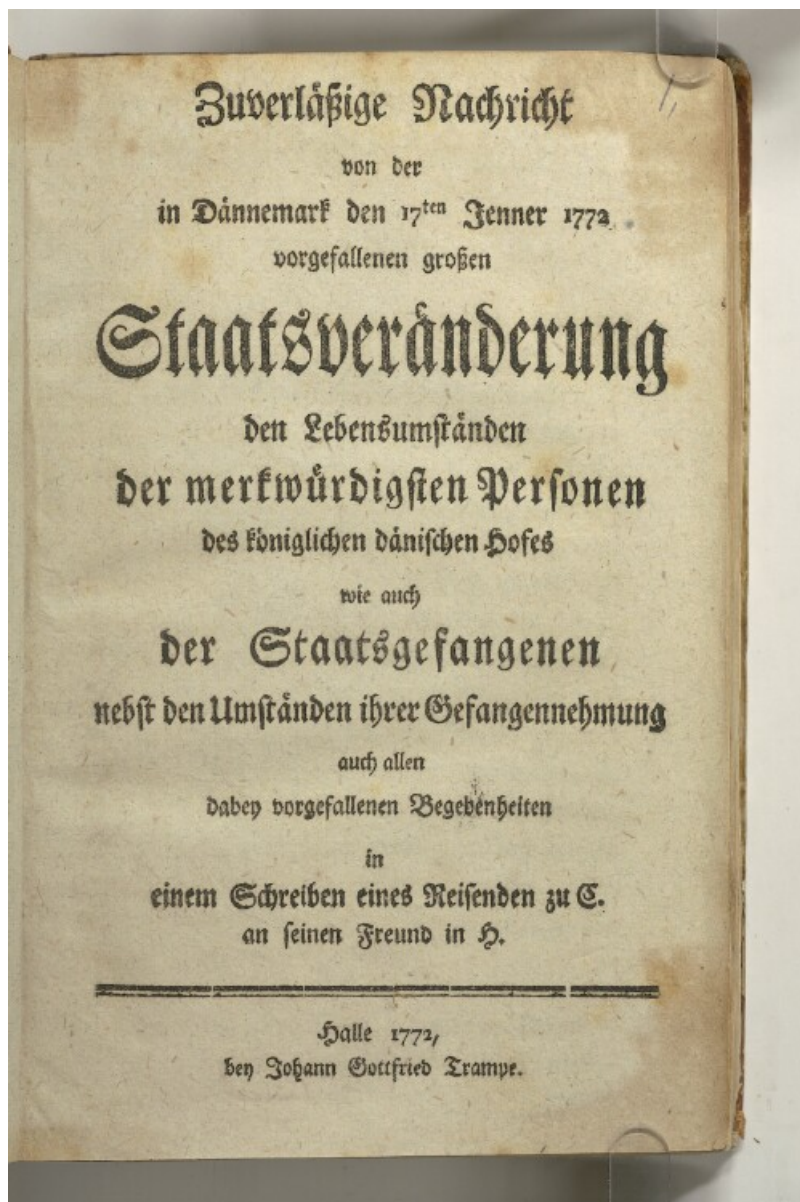 Zuverläßige Nachricht
von der
in Dännemark den 17ten Jenner 1772
vorgefallenen großen
Staatsveränderung
den Lebensumständen
der merkwürdigsten Personen
des königlichen dänischen Hofes
wie auch
der Staatsgefangenen
nebst den Umständen ihrer Gefangennehmung
auch allen
dabey vorgefallenen Begebenheiten
in
einem Schreiben eines Reisenden zu C.
an seinen Freund in H.
Halle 1772,
bey Johann Gottfried Trampe.